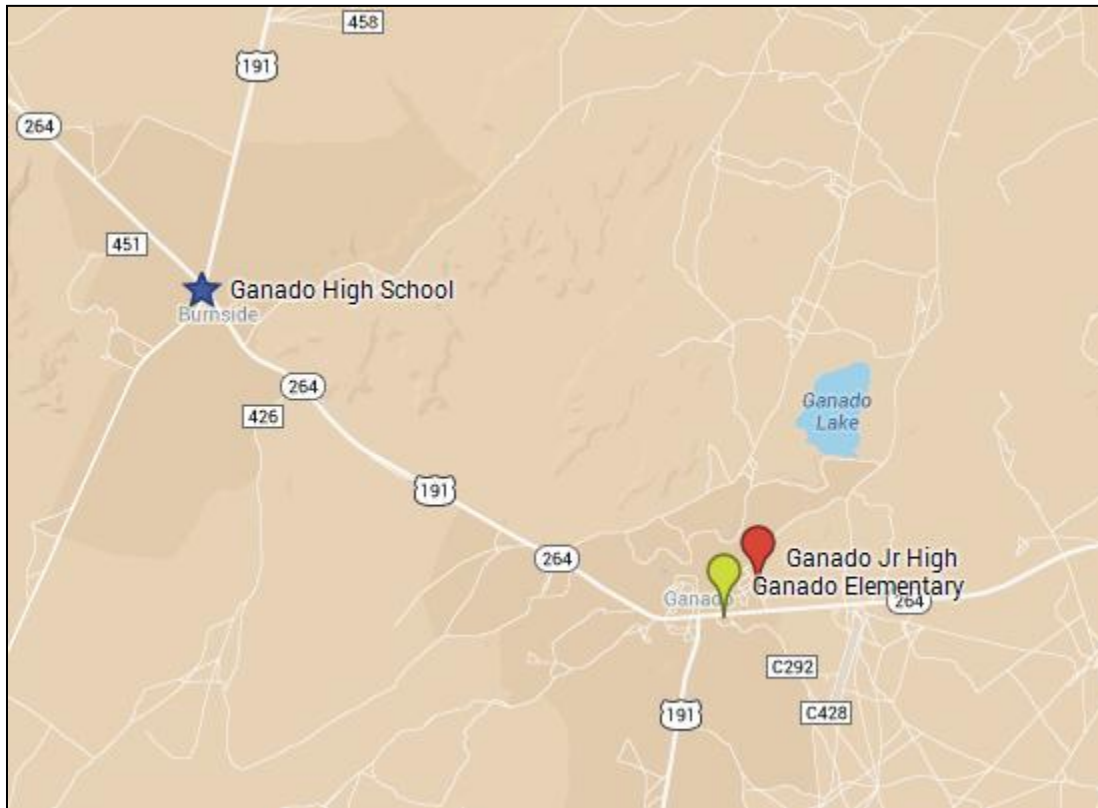 458
191
264
451
Ganado High School
Burnside
264
426
Ganado
Lake
191
264
Ganado Jr High
Ganado Elementary
Ganado
264
C292
191
C428